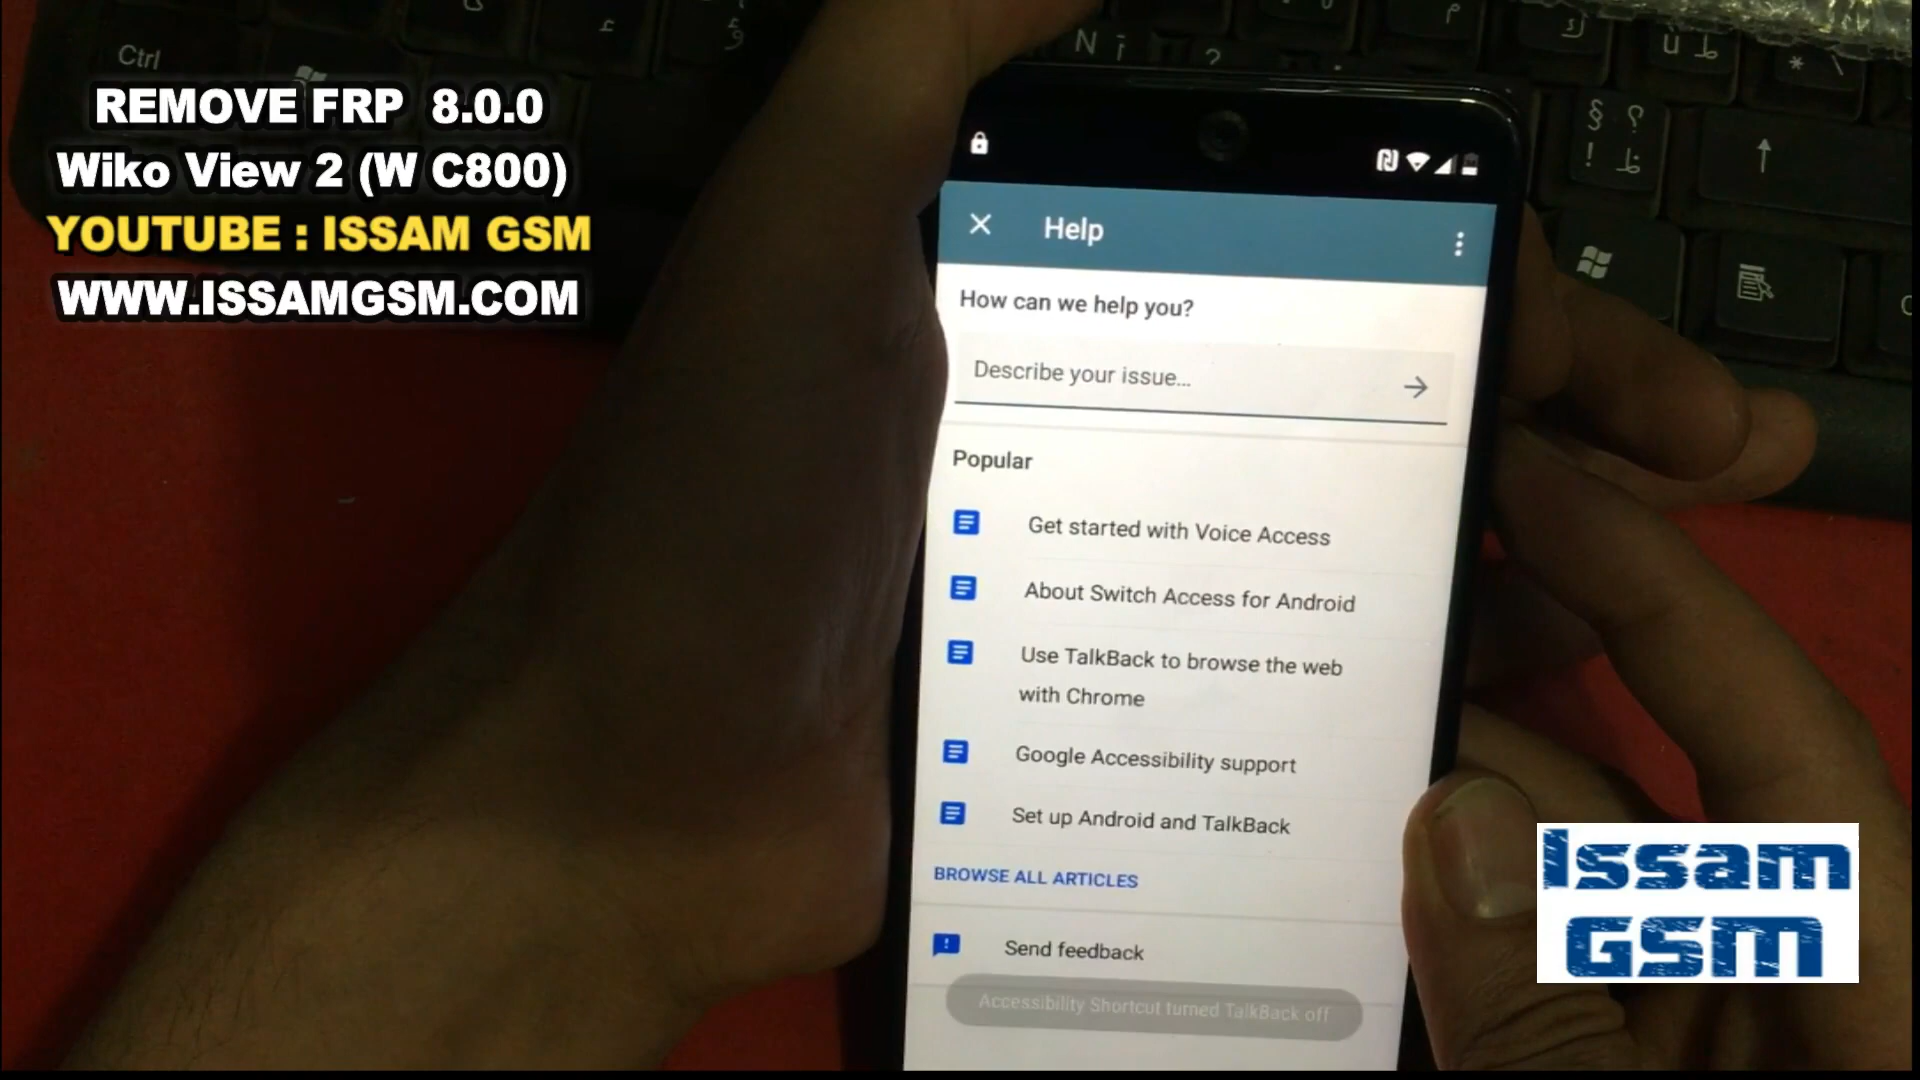 REMOVE FRP 8.0.0
Wiko View 2 (W C800)
YOUTUBE : ISSAM GSM
WWW.ISSAMGSM.COM
Ctrl
Help
How can we help you?
Describe your issue...
Popular
Get started with Voice Access
About Switch Access for Android
Use TalkBack to browse the web
with Chrome
Google Accessibility support
Set up Android and TalkBack
BROWSE ALL ARTICLES
Send feedback
Accessibility Shortcut turned TalkBack off
Issam
GSM